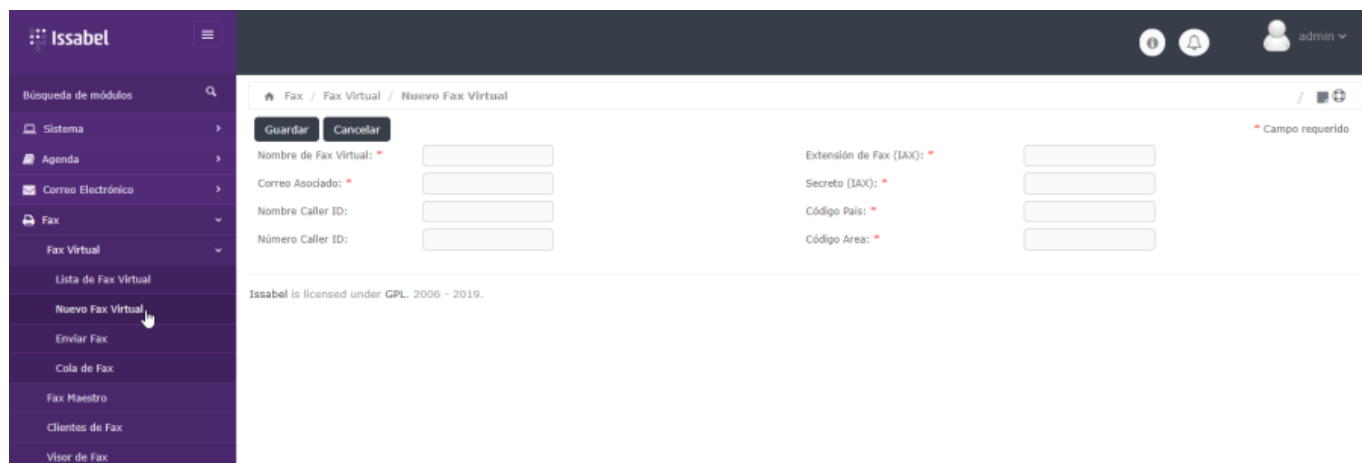 Issabel
admin
Búsqueda de módulos
Fax / Fax Virtual / Nuevo Fax Virtual
/
Sistema
Guardar Cancelar
* Campo requerido
Agenda
Nombre de Fax Virtual: *
Extensión de Fax (IAX): *
Correo Electrónico
Correo Asociado: *
Secreto (IAX): *
Fax
Nombre Caller ID:
Código País: *
Fax Virtual
Número Caller ID:
Código Area: *
Lista de Fax Virtual
Issabel is licensed under GPL. 2006 - 2019.
Nuevo Fax Virtual
Enviar Fax
Cola de Fax
Fax Maestro
Clientes de Fax
Visor de Fax